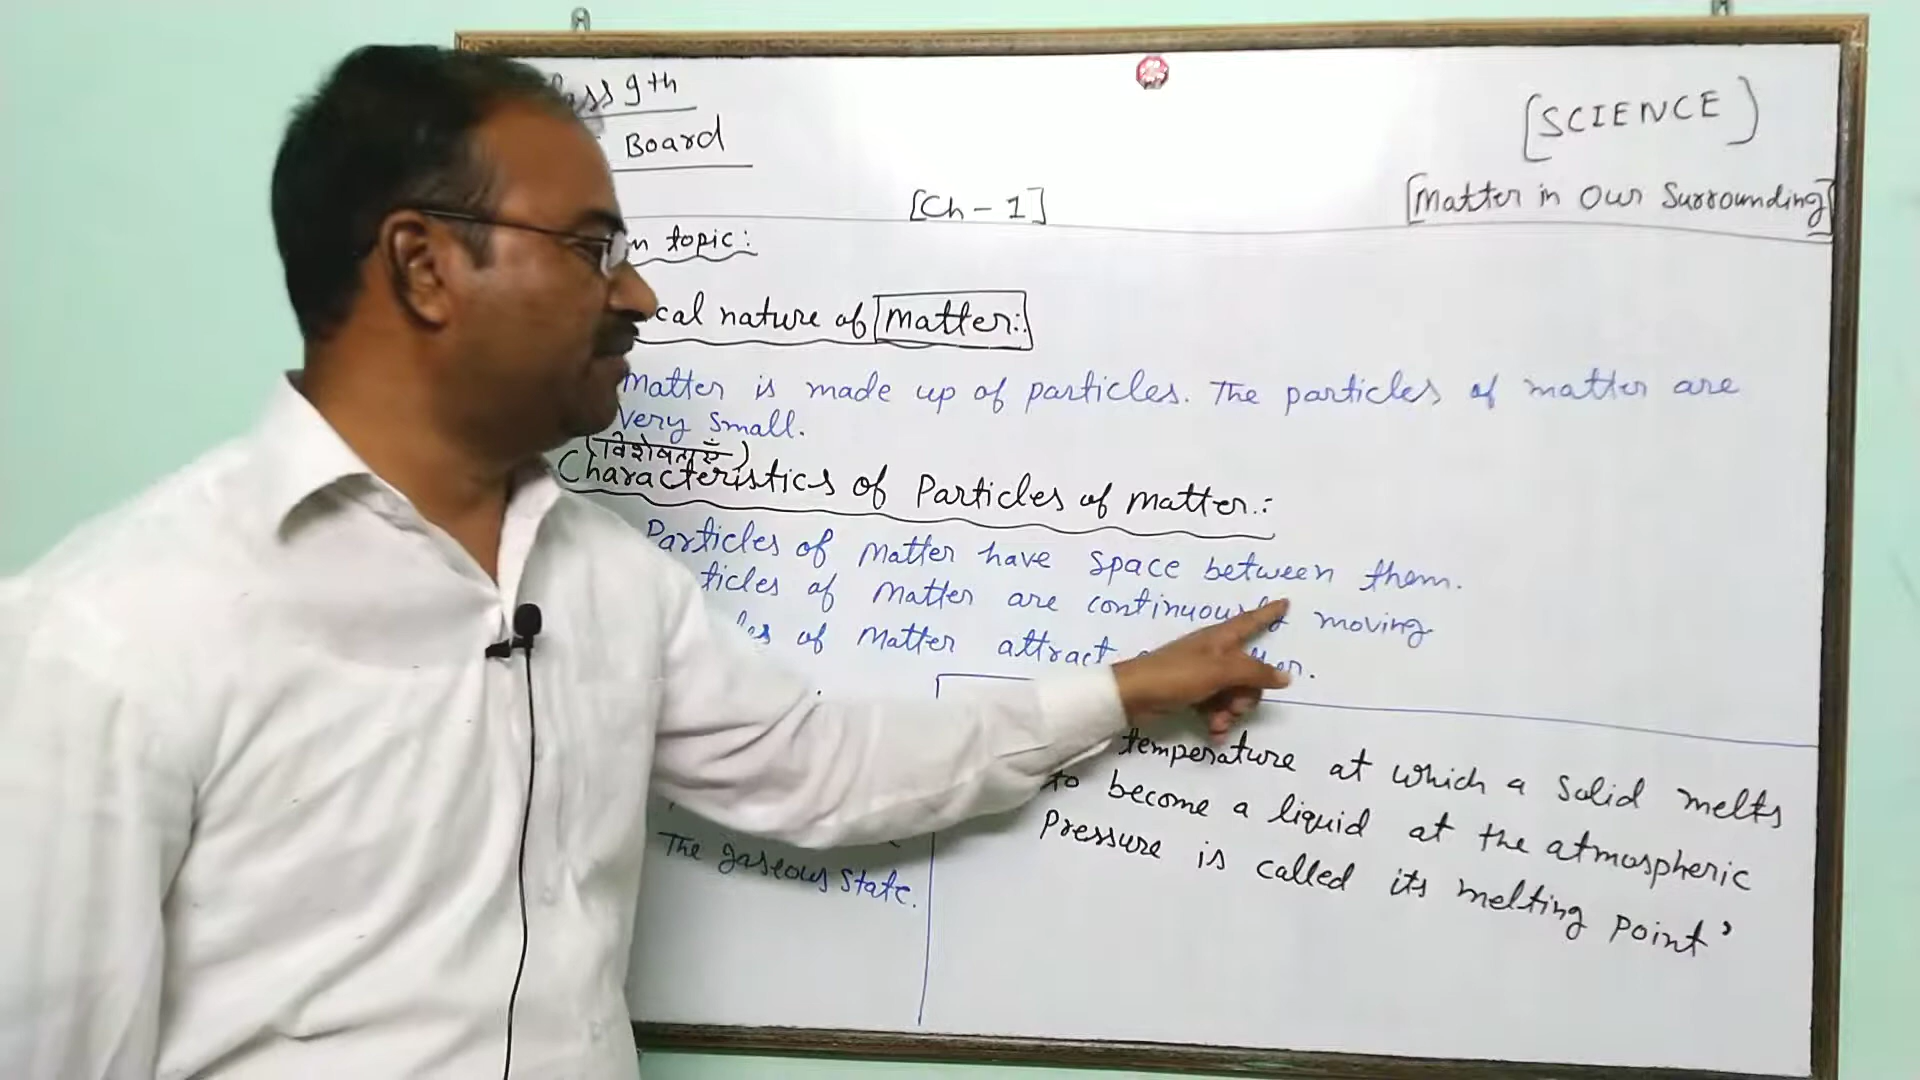 9th
Board
[SCIENCE]
[Ch-1]
[Matter in Our Surrounding]
topic:
cal nature of Matter:
Matter is made up of particles. The particles of matter are
very small.
(विशेषताएँ)
Characteristics of Particles of matter:
Particles of matter have space between them.
ticles of matter are continuously moving
les of matter attract
temperature at which a solid melts
to become a liquid at the atmospheric
Pressure is called its melting point’
The gaseous state.